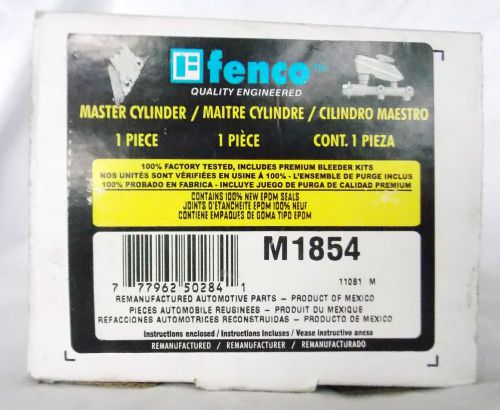 fenco™
QUALITY ENGINEERED
MASTER CYLINDER / MAITRE CYLINDRE / CILINDRO MAESTRO
1 PIECE 1 PIÈCE CONT. 1 PIEZA
100% FACTORY TESTED, INCLUDES PREMIUM BLEEDER KITS
NOS UNITÉS SONT VÉRIFIÉES EN USINE À 100% - L'ENSEMBLE DE PURGE INCLUS
100% PROBADO EN FABRICA - INCLUYE JUEGO DE PURGA DE CALIDAD PREMIUM
CONTAINS 100% NEW EPDM SEALS
JOINTS D'ETANCHEITE EPDM 100% NEUF
CONTIENE EMPAQUES DE GOMA TIPO EPDM
M1854
7 77962 50284 1
11081 M
REMANUFACTURED AUTOMOTIVE PARTS – PRODUCT OF MEXICO
PIECES AUTOMOBILE REUSINEES – PRODUIT DU MEXIQUE
REFACCIONES AUTOMOTRICES RECONSTRUIDAS – PRODUCTO DE MEXICO
Instructions enclosed / Instructions Incluses / Vease instructivo anexo
REMANUFACTURED / REMANUFACTURER / REMANUFACTURADO